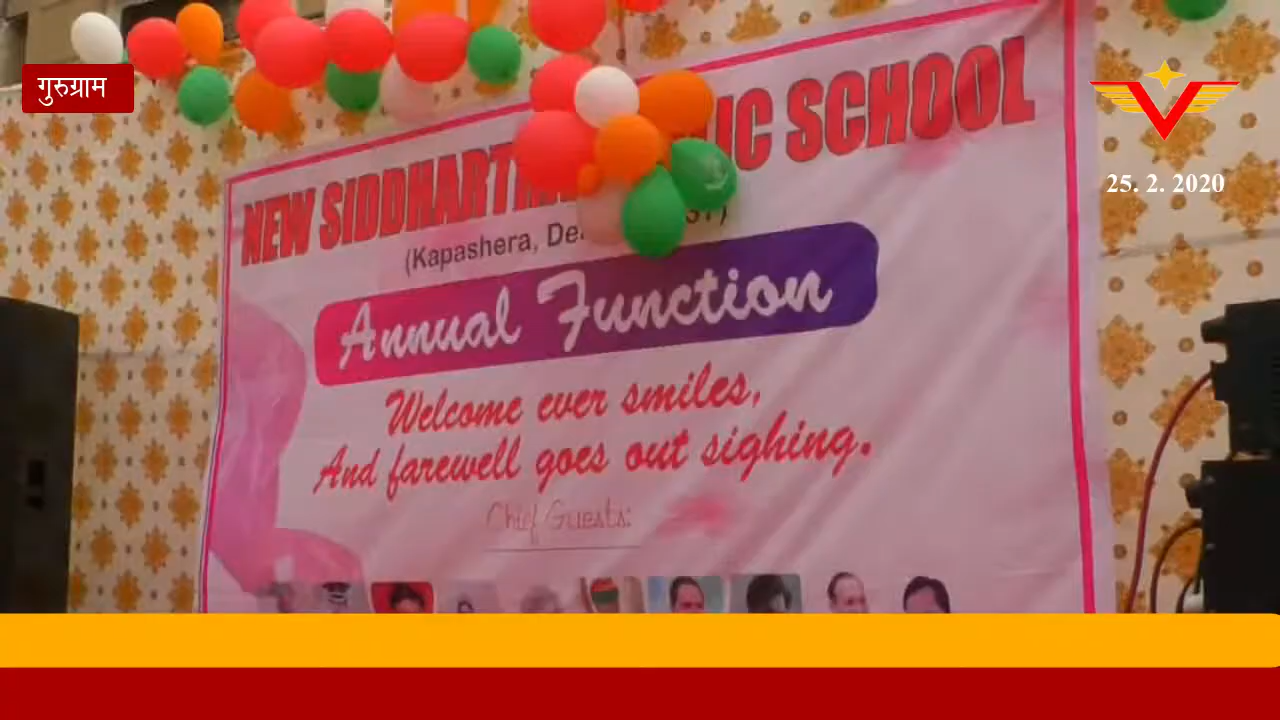 गुरुग्राम
25. 2. 2020
NEW SIDDHARTH IC SCHOOL
(Kapashera,
Annual Function
Welcome ever smiles,
And farewell goes out sighing.
Chief Guests: